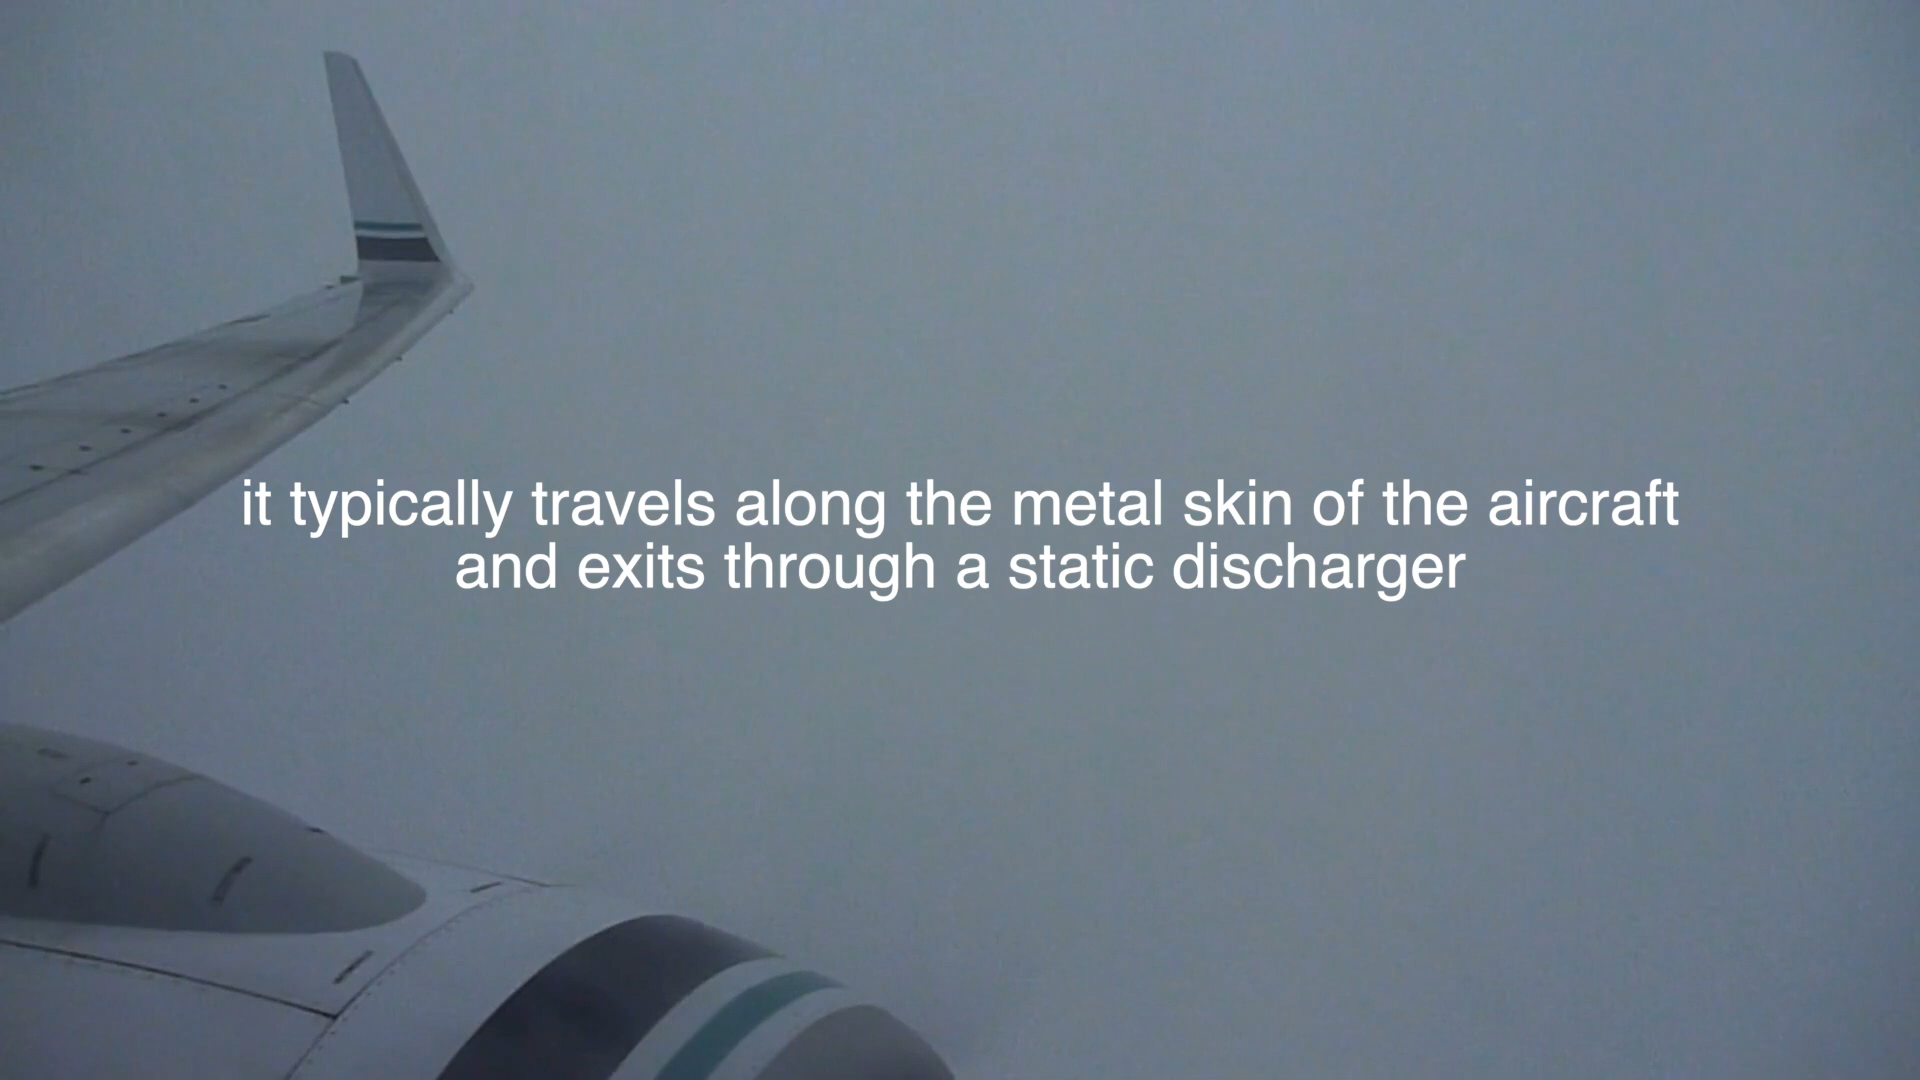 it typically travels along the metal skin of the aircraft
and exits through a static discharger